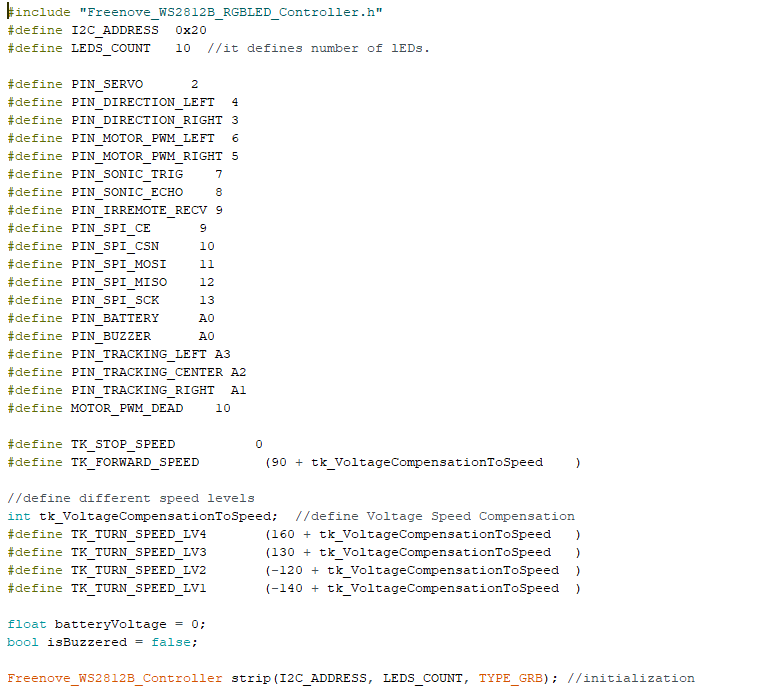 #include "Freenove_WS2812B_RGBLED_Controller.h"
#define I2C_ADDRESS  0x20
#define LEDS_COUNT   10  //it defines number of lEDs.
#define PIN_SERVO      2
#define PIN_DIRECTION_LEFT  4
#define PIN_DIRECTION_RIGHT 3
#define PIN_MOTOR_PWM_LEFT  6
#define PIN_MOTOR_PWM_RIGHT 5
#define PIN_SONIC_TRIG    7
#define PIN_SONIC_ECHO    8
#define PIN_IRREMOTE_RECV 9
#define PIN_SPI_CE      9
#define PIN_SPI_CSN     10
#define PIN_SPI_MOSI    11
#define PIN_SPI_MISO    12
#define PIN_SPI_SCK     13
#define PIN_BATTERY     A0
#define PIN_BUZZER      A0
#define PIN_TRACKING_LEFT A3
#define PIN_TRACKING_CENTER A2
#define PIN_TRACKING_RIGHT  A1
#define MOTOR_PWM_DEAD    10
#define TK_STOP_SPEED          0
#define TK_FORWARD_SPEED        (90 + tk_VoltageCompensationToSpeed    )
//define different speed levels
int tk_VoltageCompensationToSpeed;  //define Voltage Speed Compensation
#define TK_TURN_SPEED_LV4       (160 + tk_VoltageCompensationToSpeed   )
#define TK_TURN_SPEED_LV3       (130 + tk_VoltageCompensationToSpeed   )
#define TK_TURN_SPEED_LV2       (-120 + tk_VoltageCompensationToSpeed  )
#define TK_TURN_SPEED_LV1       (-140 + tk_VoltageCompensationToSpeed  )
float batteryVoltage = 0;
bool isBuzzered = false;
Freenove_WS2812B_Controller strip(I2C_ADDRESS, LEDS_COUNT, TYPE_GRB); //initialization